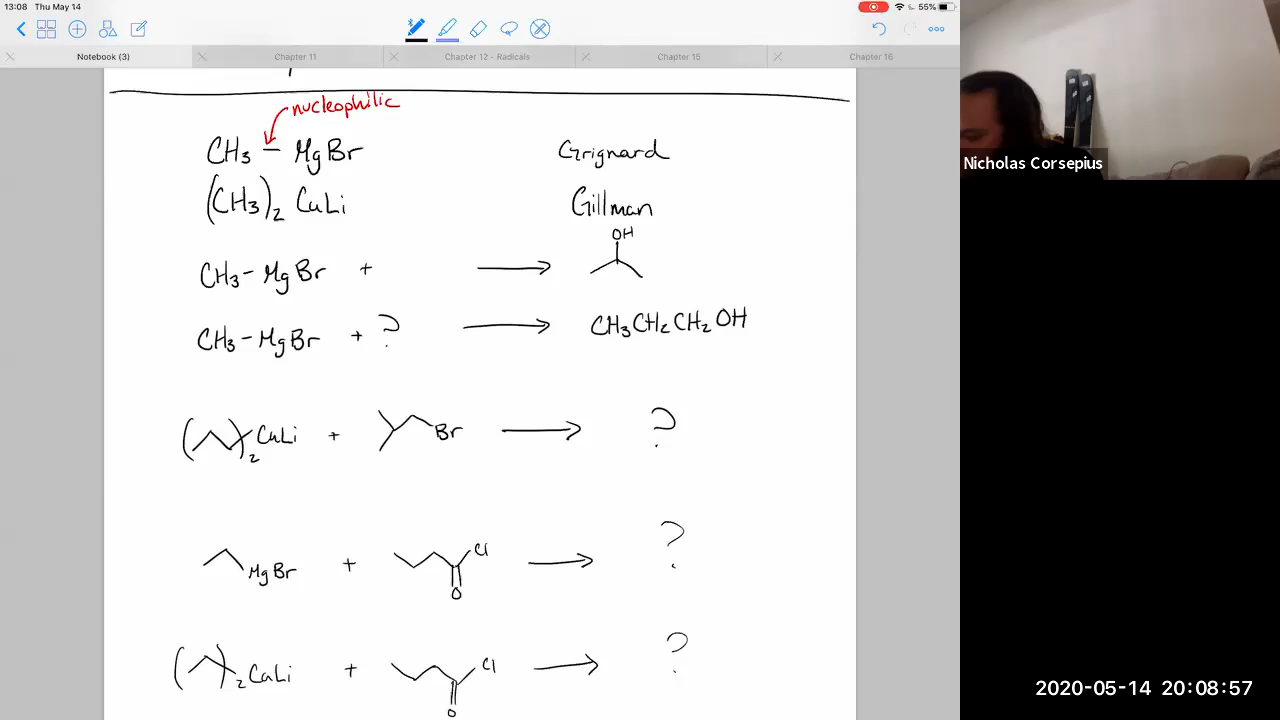 13:08 Thu May 14
55%
Notebook (3)
Chapter 11
Chapter 12 - Radicals
Chapter 15
Chapter 16
nucleophilic
CH3 — MgBr
Grignard
(CH3)2 CuLi
Gillman
OH
CH3 - MgBr +
CH3 - MgBr + ?
CH3CH2CH2OH
( )2 CuLi + Br
?
MgBr + Cl
O
?
( )2 CuLi + Cl
O
?
Nicholas Corsepius
2020-05-14 20:08:57